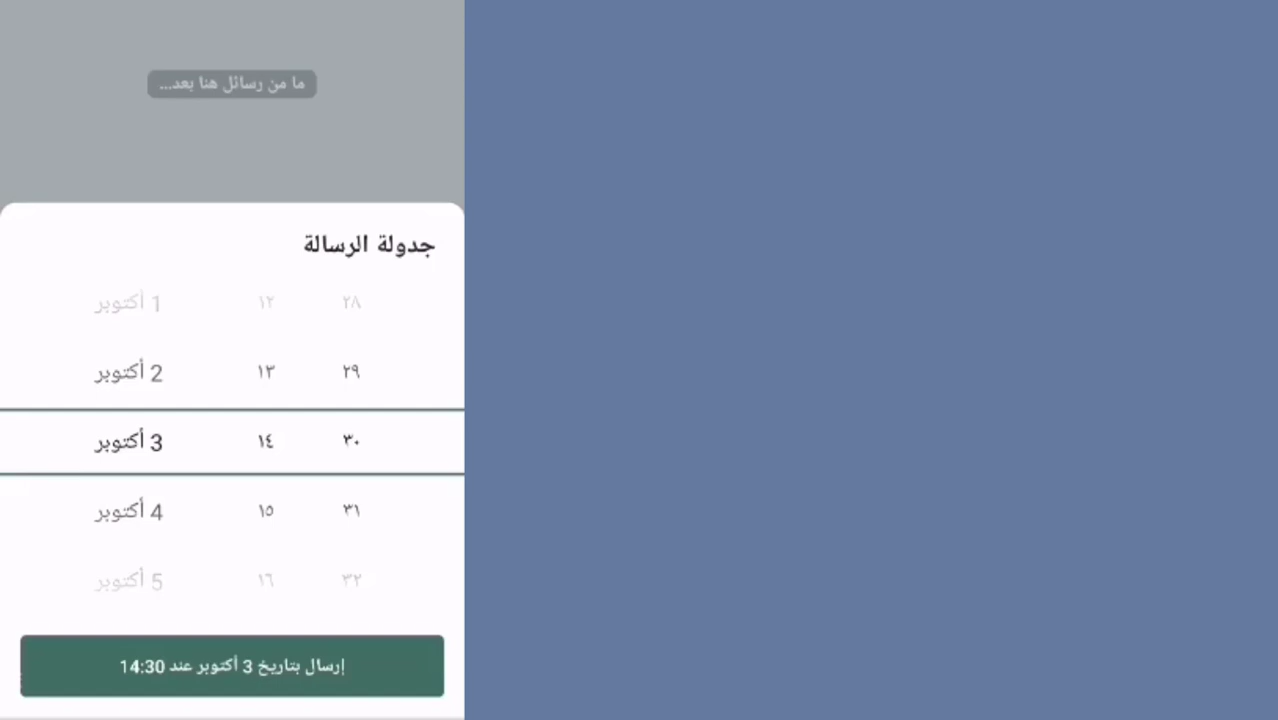 ما من رسائل هنا بعد...
جدولة الرسالة
٢٨ ١٢ 1 أكتوبر
٢٩ ١٣ 2 أكتوبر
٣٠ ١٤ 3 أكتوبر
٣١ ١٥ 4 أكتوبر
٣٢ ١٦ 5 أكتوبر
إرسال بتاريخ 3 أكتوبر عند 14:30